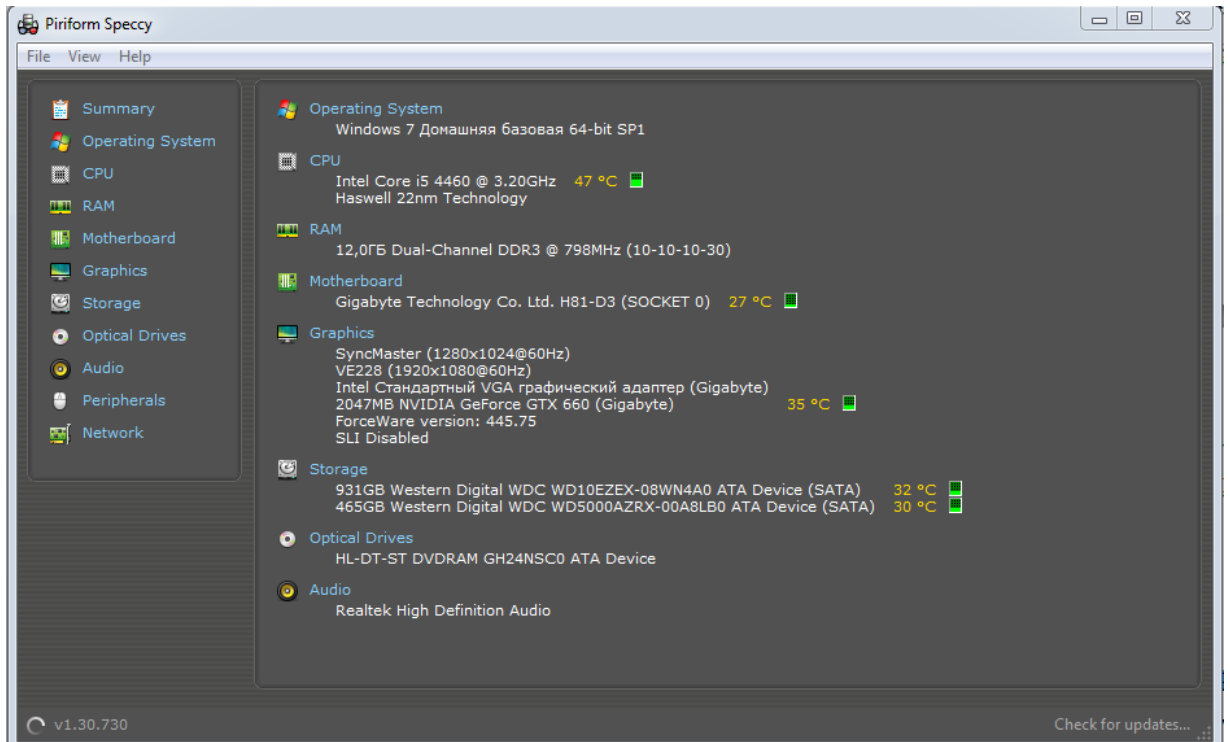 Piriform Speccy
File View Help
Summary
Operating System
CPU
RAM
Motherboard
Graphics
Storage
Optical Drives
Audio
Peripherals
Network
Operating System
Windows 7 Домашняя базовая 64-bit SP1
CPU
Intel Core i5 4460 @ 3.20GHz 47 °C
Haswell 22nm Technology
RAM
12,0ГБ Dual-Channel DDR3 @ 798MHz (10-10-10-30)
Motherboard
Gigabyte Technology Co. Ltd. H81-D3 (SOCKET 0) 27 °C
Graphics
SyncMaster (1280x1024@60Hz)
VE228 (1920x1080@60Hz)
Intel Стандартный VGA графический адаптер (Gigabyte)
2047MB NVIDIA GeForce GTX 660 (Gigabyte) 35 °C
ForceWare version: 445.75
SLI Disabled
Storage
931GB Western Digital WDC WD10EZEX-08WN4A0 ATA Device (SATA) 32 °C
465GB Western Digital WDC WD5000AZRX-00A8LB0 ATA Device (SATA) 30 °C
Optical Drives
HL-DT-ST DVDRAM GH24NSC0 ATA Device
Audio
Realtek High Definition Audio
v1.30.730
Check for updates...